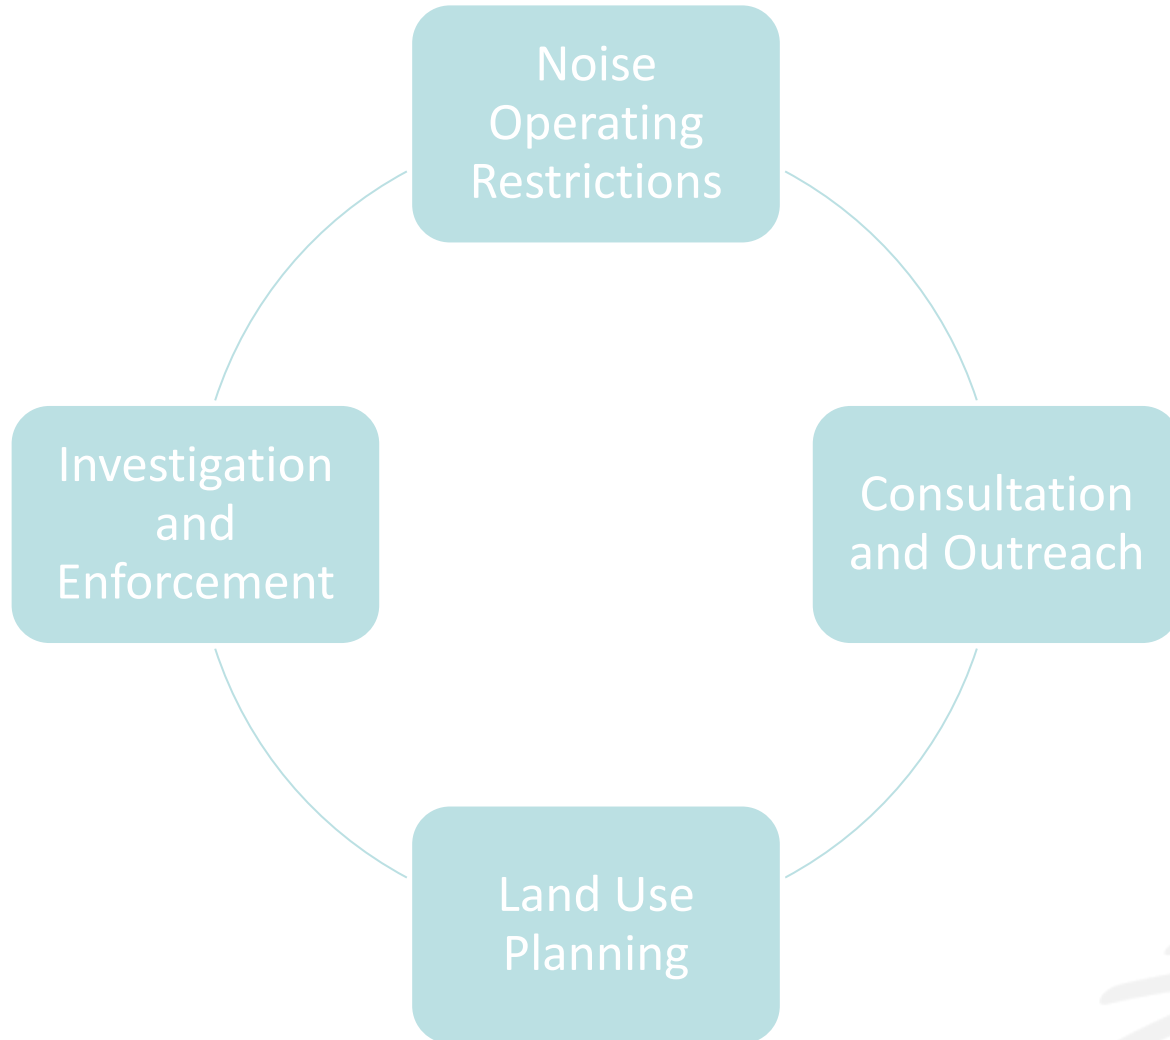 Noise
Operating
Restrictions
Investigation
and
Enforcement
Consultation
and Outreach
Land Use
Planning